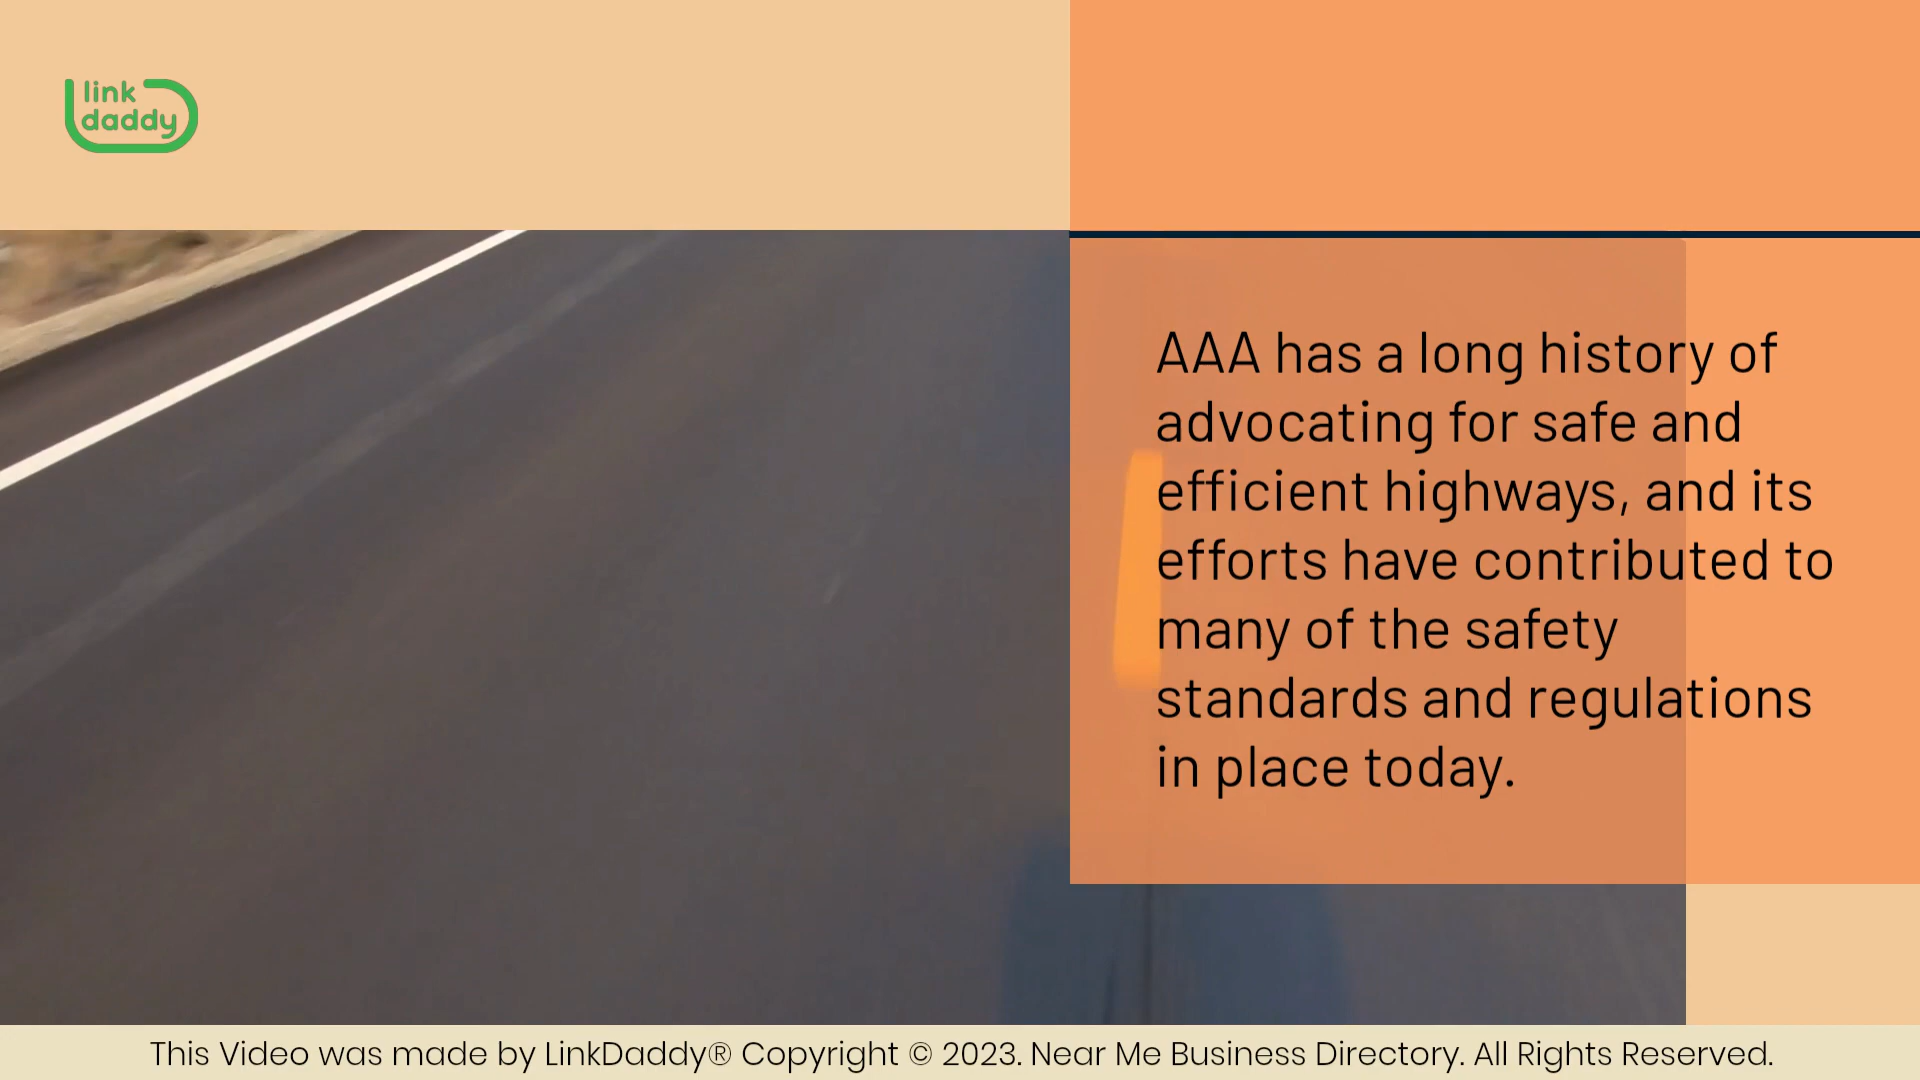 link
daddy
AAA has a long history of
advocating for safe and
efficient highways, and its
efforts have contributed to
many of the safety
standards and regulations
in place today.
This Video was made by LinkDaddy® Copyright © 2023. Near Me Business Directory. All Rights Reserved.